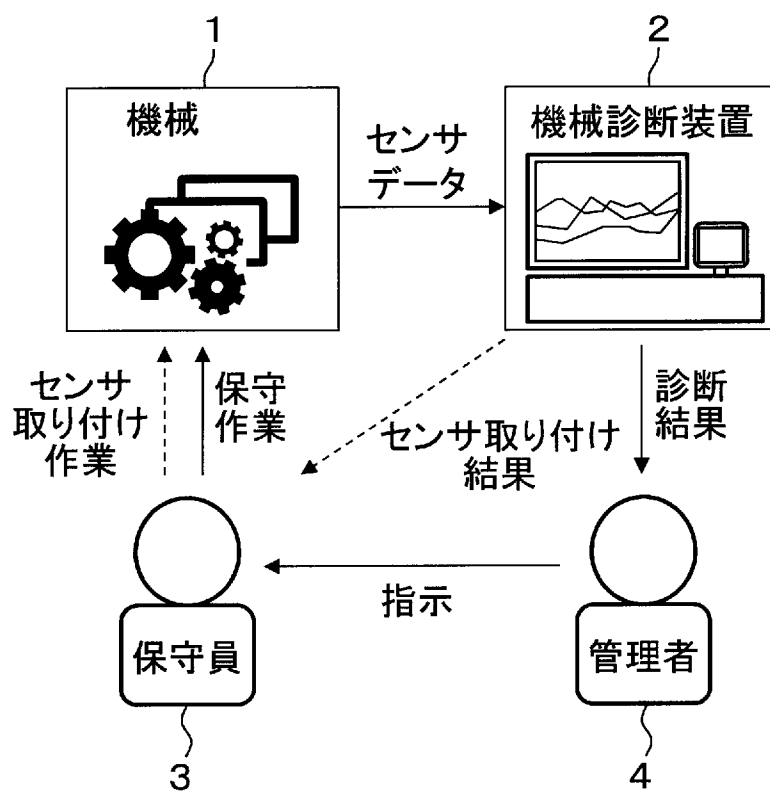 1
2
機械
機械診断装置
センサ
データ
センサ
取り付け
作業
保守
作業
センサ取り付け
結果
診断
結果
指示
保守員
管理者
3
4